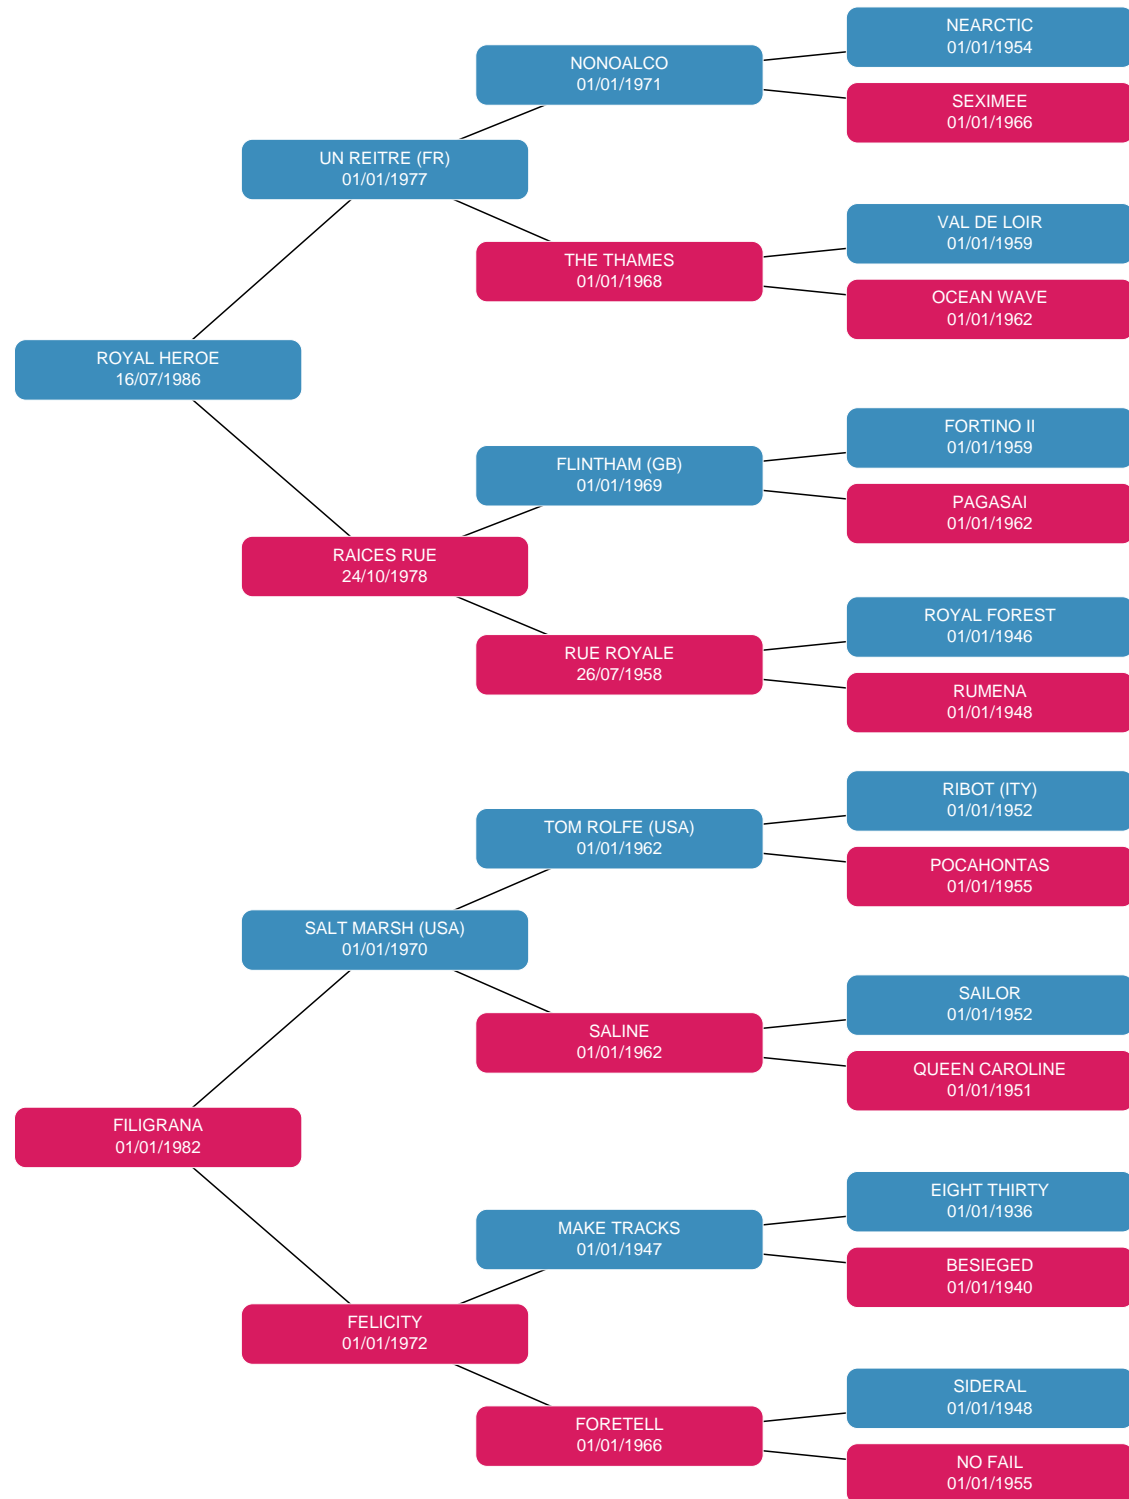 NEARCTIC
01/01/1954
NONOALCO
01/01/1971
SEXIMEE
01/01/1966
UN REITRE (FR)
01/01/1977
VAL DE LOIR
01/01/1959
THE THAMES
01/01/1968
OCEAN WAVE
01/01/1962
ROYAL HEROE
16/07/1986
FORTINO II
01/01/1959
FLINTHAM (GB)
01/01/1969
PAGASAI
01/01/1962
RAICES RUE
24/10/1978
ROYAL FOREST
01/01/1946
RUE ROYALE
26/07/1958
RUMENA
01/01/1948
RIBOT (ITY)
01/01/1952
TOM ROLFE (USA)
01/01/1962
POCAHONTAS
01/01/1955
SALT MARSH (USA)
01/01/1970
SAILOR
01/01/1952
SALINE
01/01/1962
QUEEN CAROLINE
01/01/1951
FILIGRANA
01/01/1982
EIGHT THIRTY
01/01/1936
MAKE TRACKS
01/01/1947
BESIEGED
01/01/1940
FELICITY
01/01/1972
SIDERAL
01/01/1948
FORETELL
01/01/1966
NO FAIL
01/01/1955